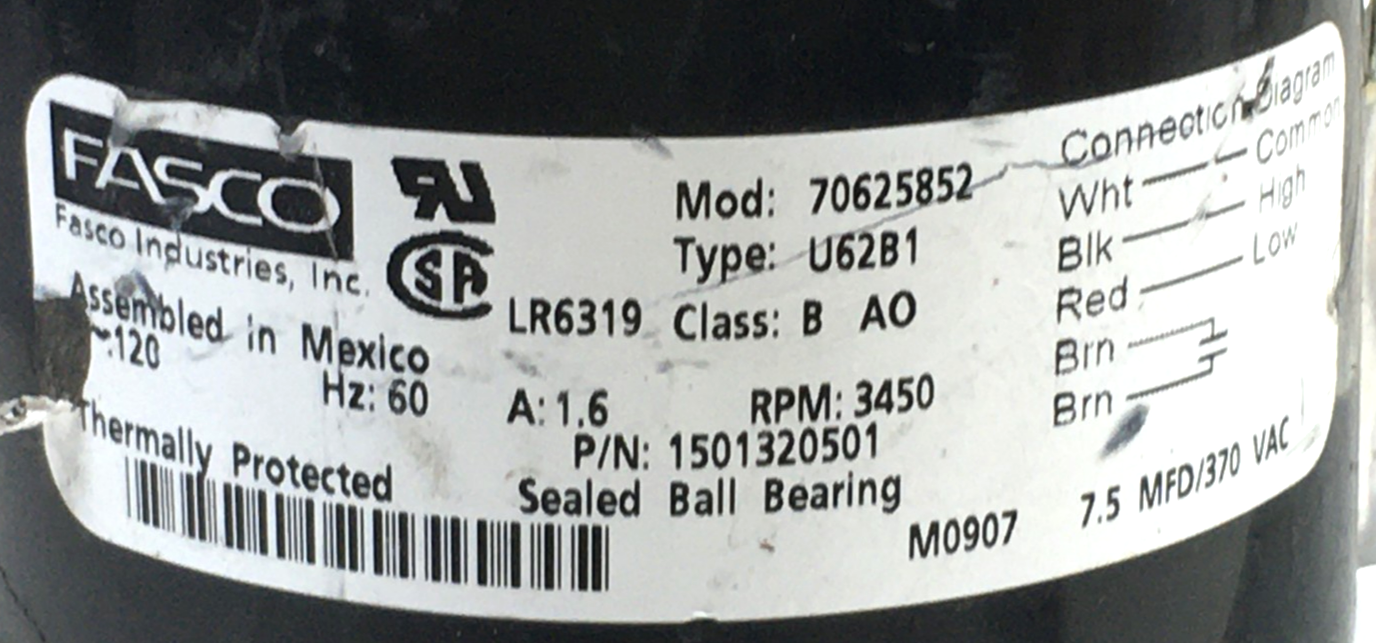 FASCO
Fasco Industries, Inc.
Assembled in Mexico
.120
Hz: 60
Thermally Protected
SA
LR6319
Mod: 70625852
Type: U62B1
Class: B AO
A: 1.6
RPM: 3450
P/N: 1501320501
Sealed Ball Bearing
M0907
Connection Diagram
Wht Common
Blk High
Red Low
Brn
Brn
7.5 MFD/370 VAC